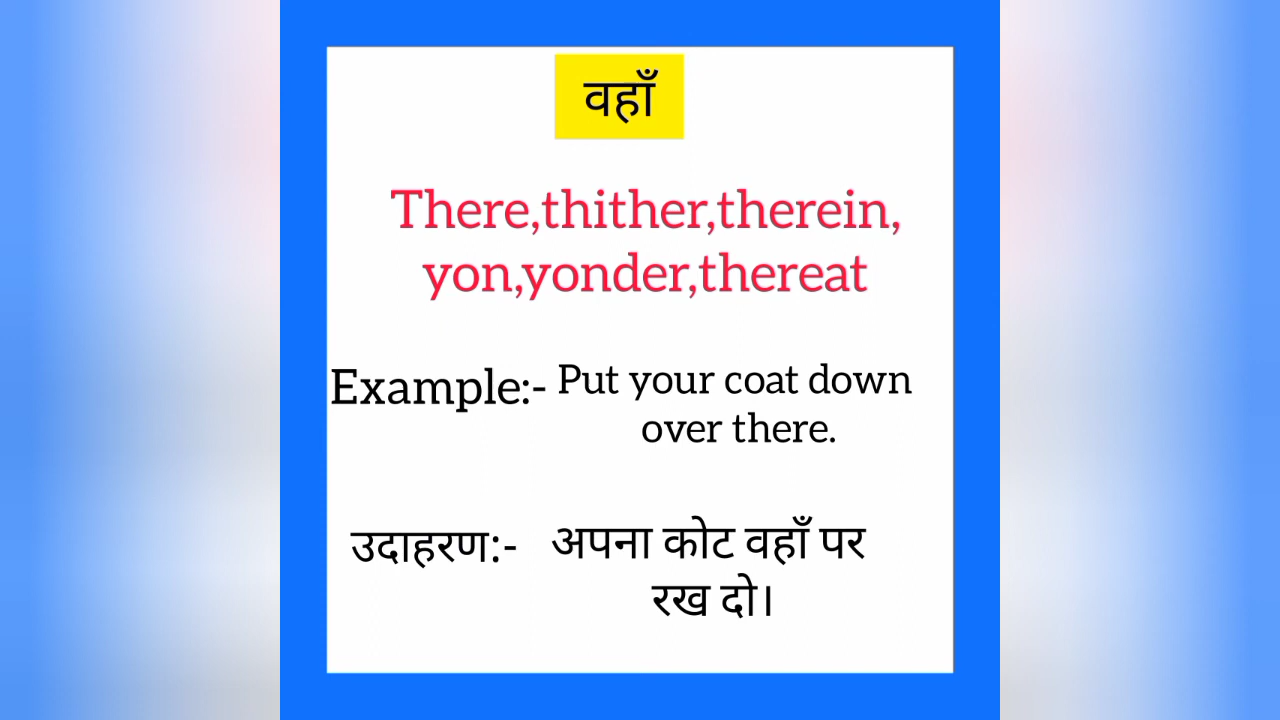 वहाँ
There,thither,therein,
yon,yonder,thereat
Example:- Put your coat down
over there.
उदाहरण:- अपना कोट वहाँ पर
रख दो।